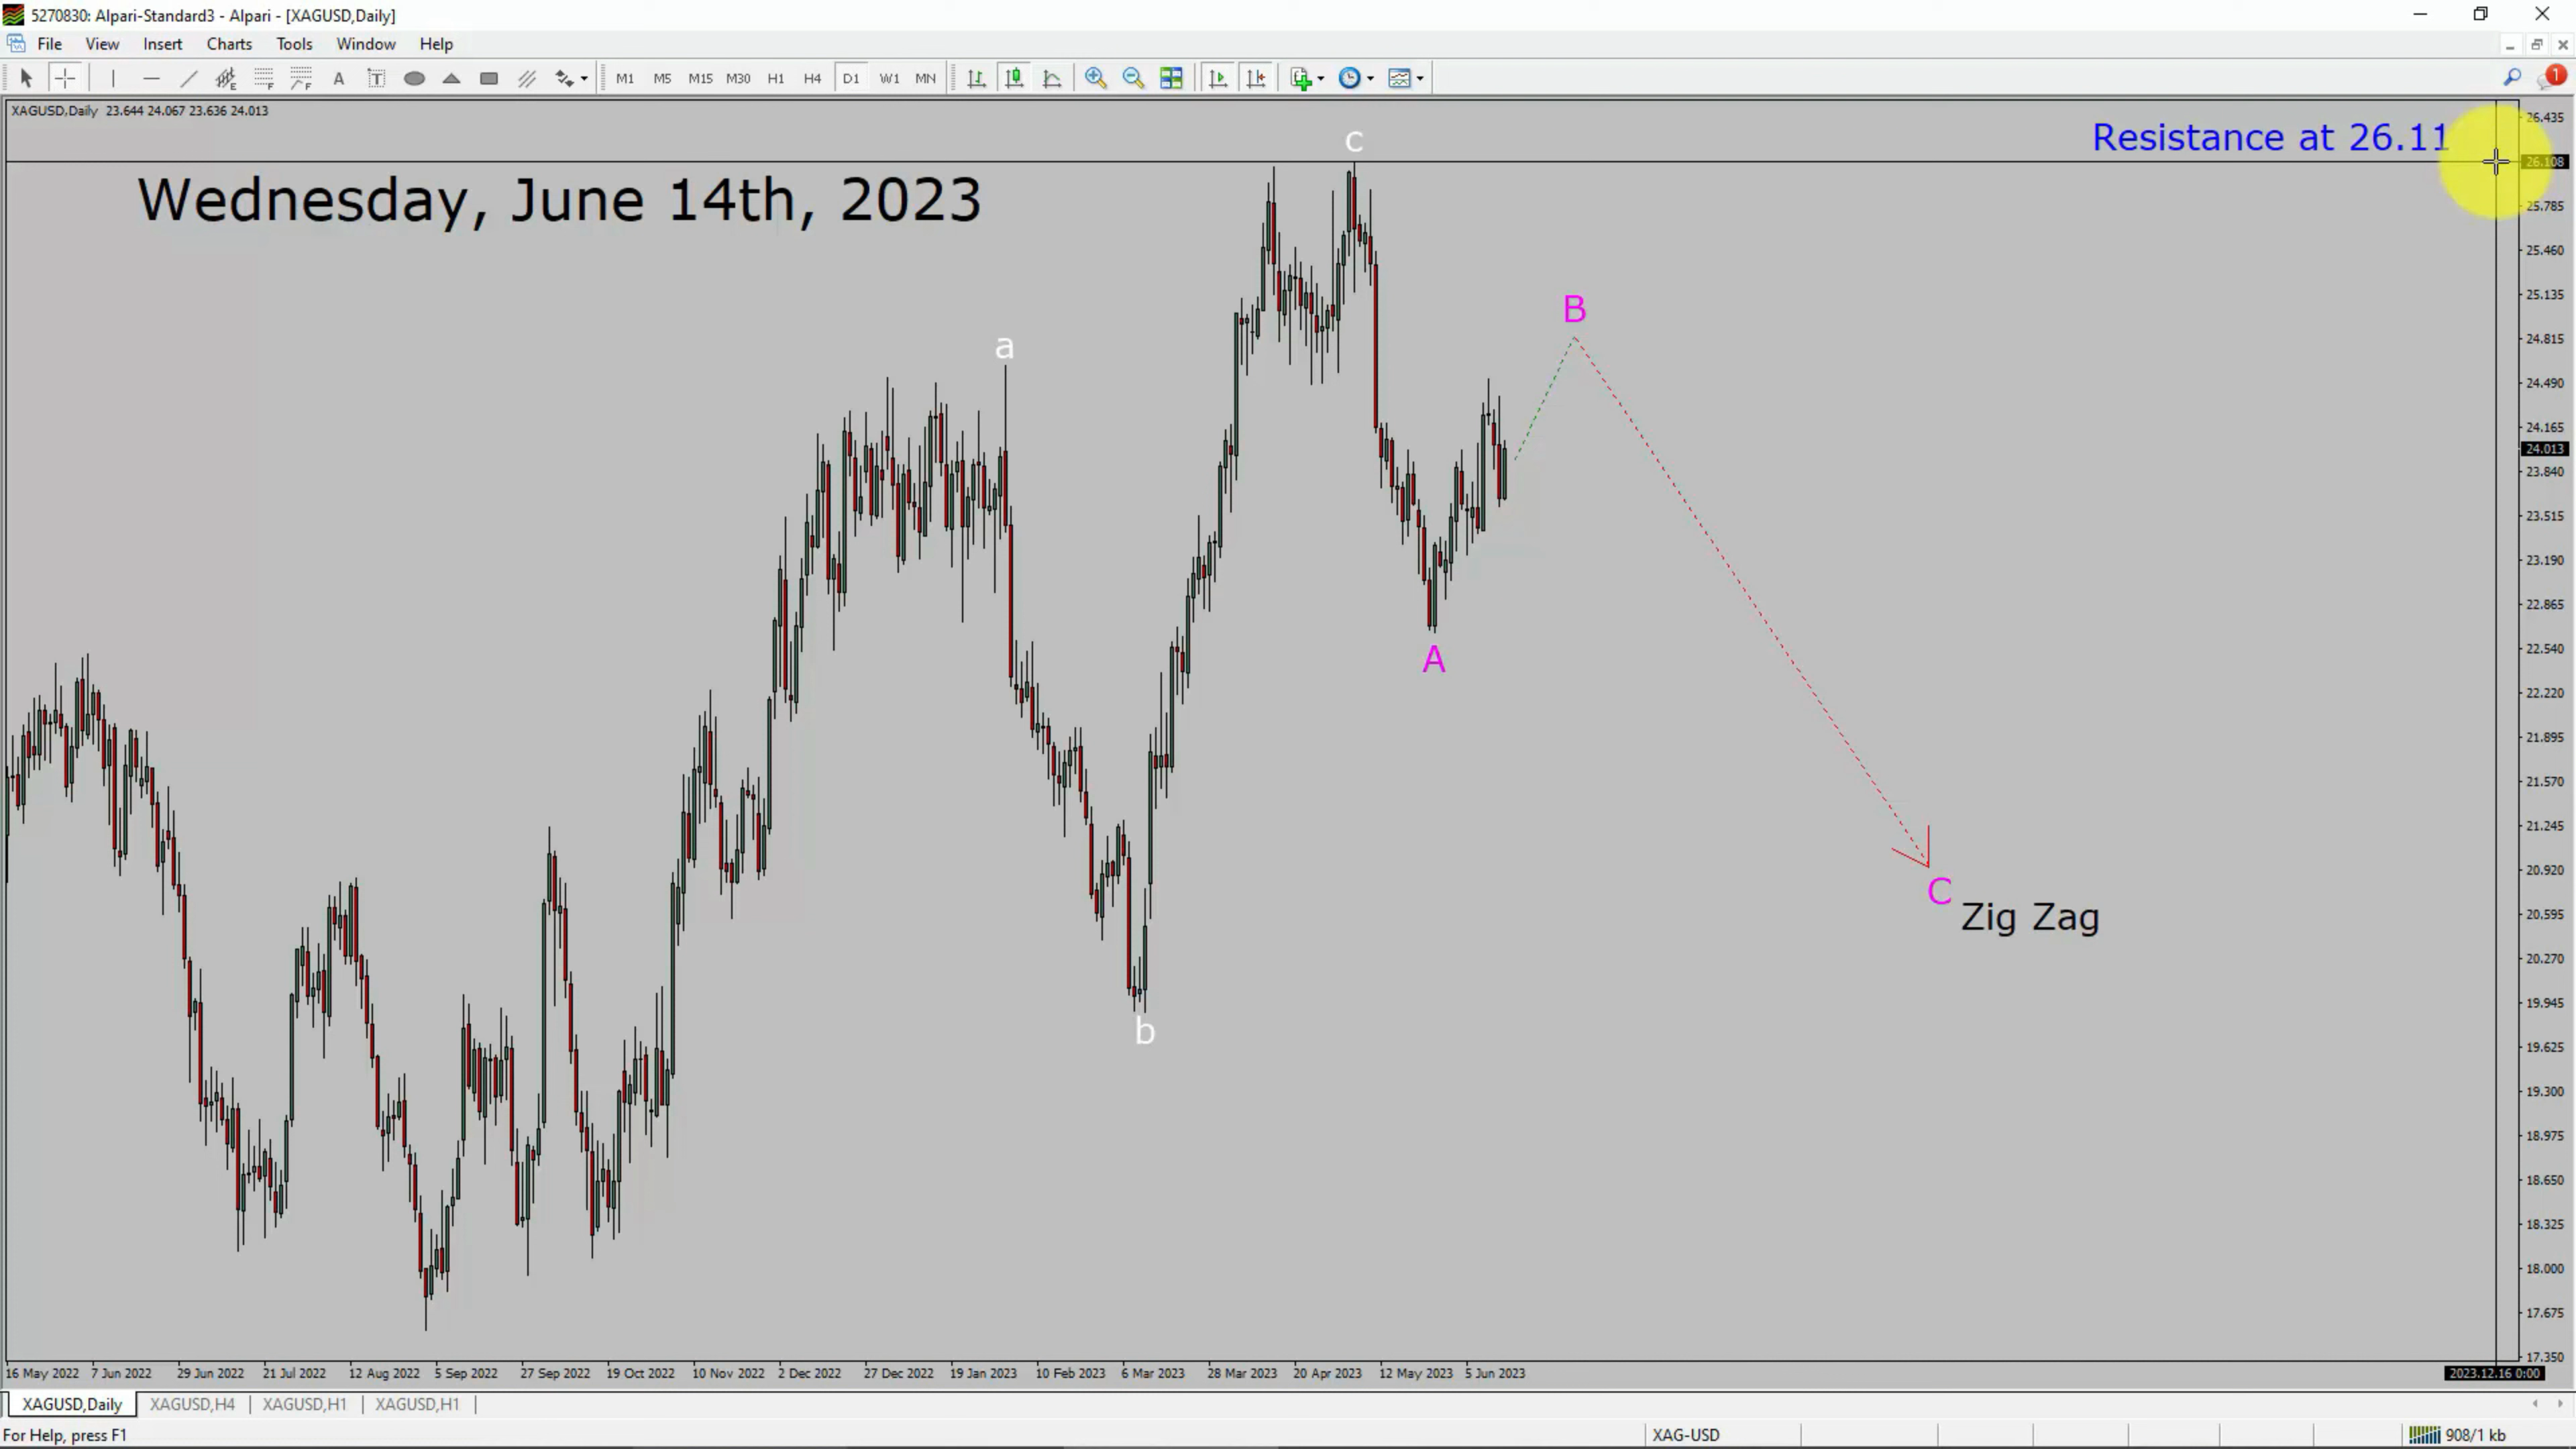 5270830: Alpari-Standard3 - Alpari - [XAGUSD,Daily]
File View Insert Charts Tools Window Help
A T M1 M5 M15 M30 H1 H4 D1 W1 MN 1
XAGUSD,Daily 23.644 24.067 23.636 24.013
Resistance at 26.11
Wednesday, June 14th, 2023
c
a
B
A
b
C
Zig Zag
26.435
26.108
25.785
25.460
25.135
24.815
24.490
24.165
24.013
23.840
23.515
23.190
22.865
22.540
22.220
21.895
21.570
21.245
20.920
20.595
20.270
19.945
19.625
19.300
18.975
18.650
18.325
18.000
17.675
17.350
16 May 2022 7 Jun 2022 29 Jun 2022 21 Jul 2022 12 Aug 2022 5 Sep 2022 27 Sep 2022 19 Oct 2022 10 Nov 2022 2 Dec 2022 27 Dec 2022 19 Jan 2023 10 Feb 2023 6 Mar 2023 28 Mar 2023 20 Apr 2023 12 May 2023 5 Jun 2023 2023.12.16 0:00
XAGUSD,Daily XAGUSD,H4 XAGUSD,H1 XAGUSD,H1
For Help, press F1 XAG-USD 908/1 kb